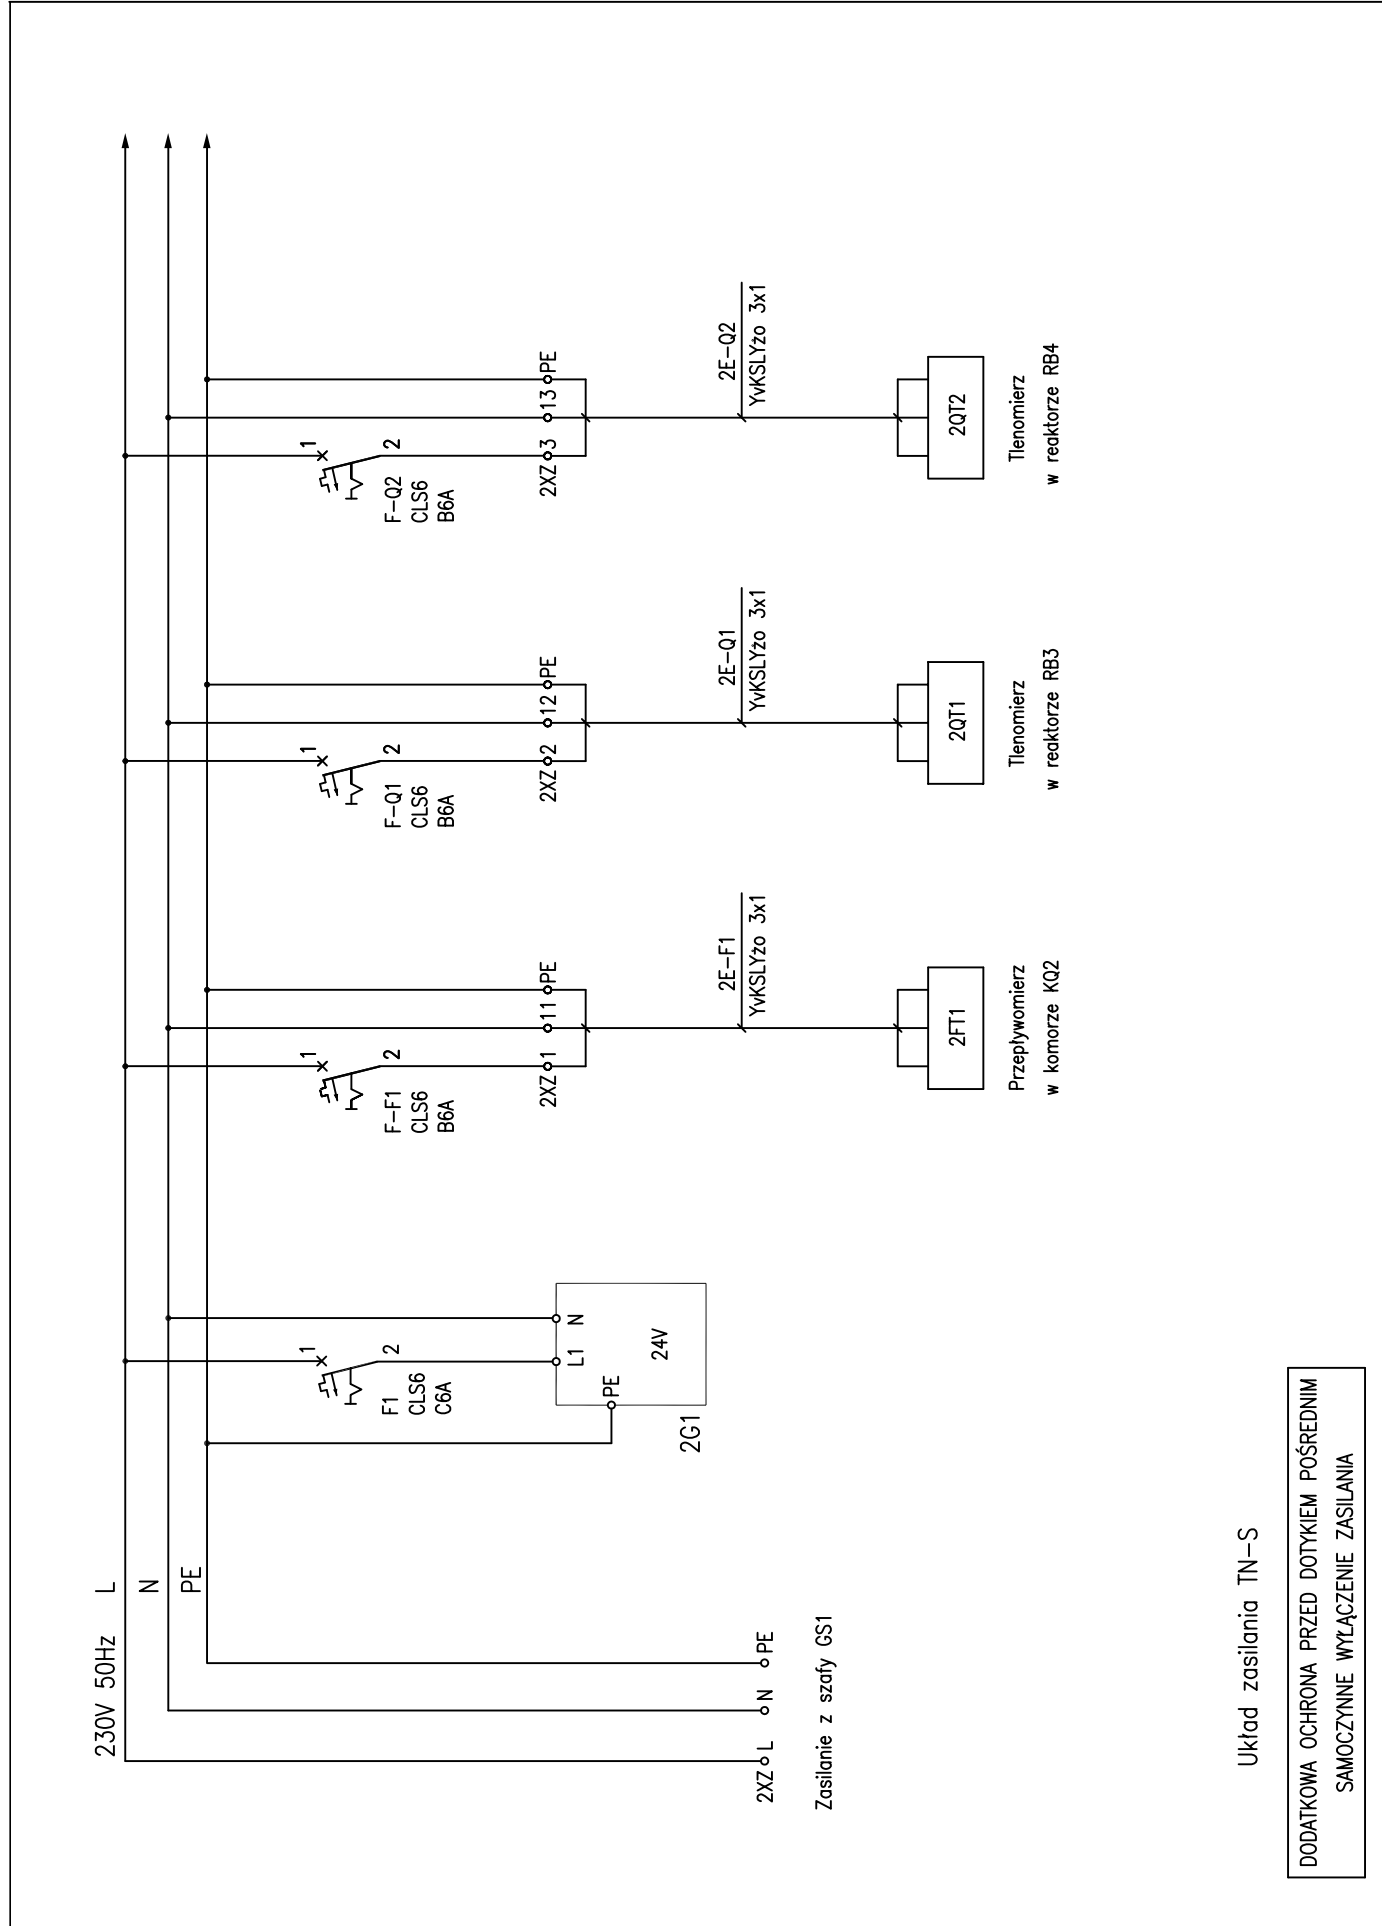 230V 50Hz L
N
PE
2XZ L N PE
Zasilanie z szafy GS1
1
2
F1
CLS6
C6A
L1 N
PE
24V
2G1
1
2
F-F1
CLS6
B6A
2XZ 1 11 PE
2E-F1
YvKSLYżo 3x1
2FT1
Przepływomierz
w komorze KQ2
1
2
F-Q1
CLS6
B6A
2XZ 2 12 PE
2E-Q1
YvKSLYżo 3x1
2QT1
Tlenomierz
w reaktorze RB3
1
2
F-Q2
CLS6
B6A
2XZ 3 13 PE
2E-Q2
YvKSLYżo 3x1
2QT2
Tlenomierz
w reaktorze RB4
Układ zasilania TN-S
DODATKOWA OCHRONA PRZED DOTYKIEM POŚREDNIM
SAMOCZYNNE WYŁĄCZENIE ZASILANIA